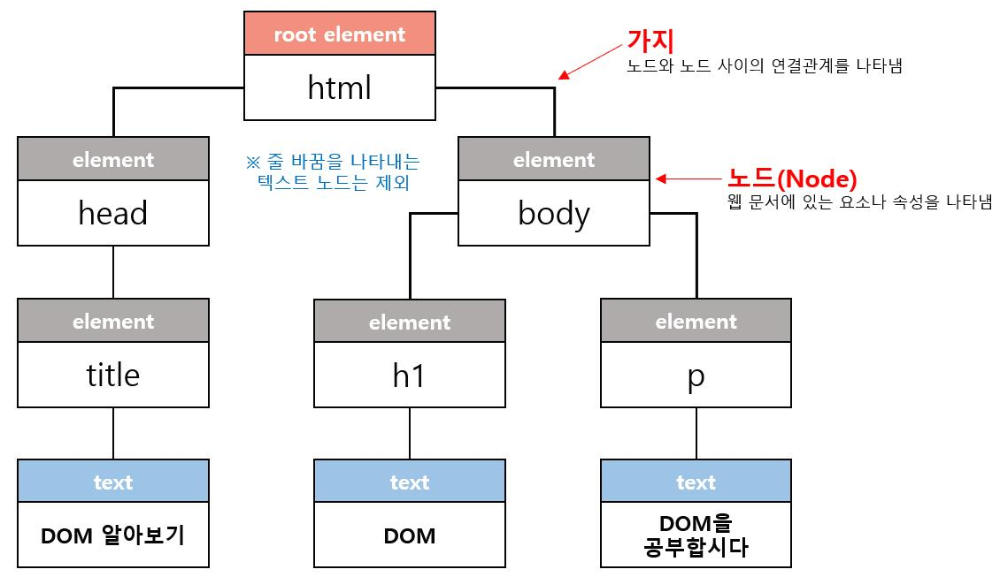 root element
html
가지
노드와 노드 사이의 연결관계를 나타냄
element
head
※ 줄 바꿈을 나타내는
텍스트 노드는 제외
element
body
노드(Node)
웹 문서에 있는 요소나 속성을 나타냄
element
title
element
h1
element
p
text
DOM 알아보기
text
DOM
text
DOM을
공부합시다